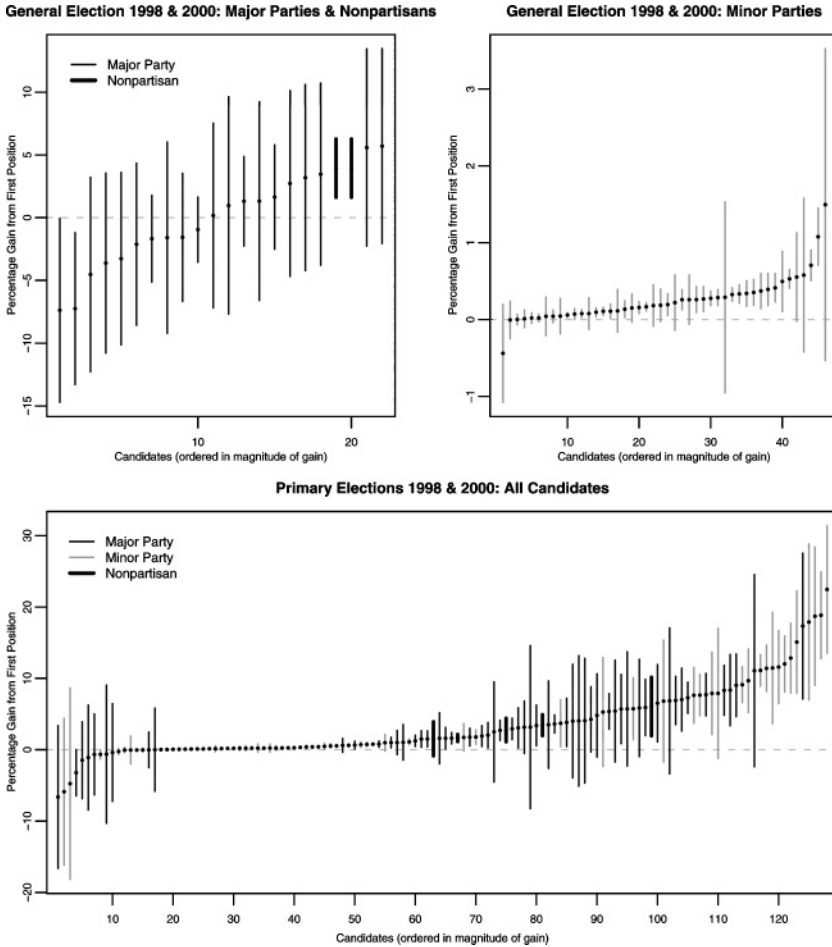 General Election 1998 & 2000: Major Parties & Nonpartisans
Major Party
Nonpartisan
Percentage Gain from First Position
10
5
0
−5
−10
−15
10
20
Candidates (ordered in magnitude of gain)
General Election 1998 & 2000: Minor Parties
Percentage Gain from First Position
3
2
1
0
−1
10
20
30
40
Candidates (ordered in magnitude of gain)
Primary Elections 1998 & 2000: All Candidates
Major Party
Minor Party
Nonpartisan
Percentage Gain from First Position
30
20
10
0
−10
−20
10
20
30
40
50
60
70
80
90
100
110
120
Candidates (ordered in magnitude of gain)